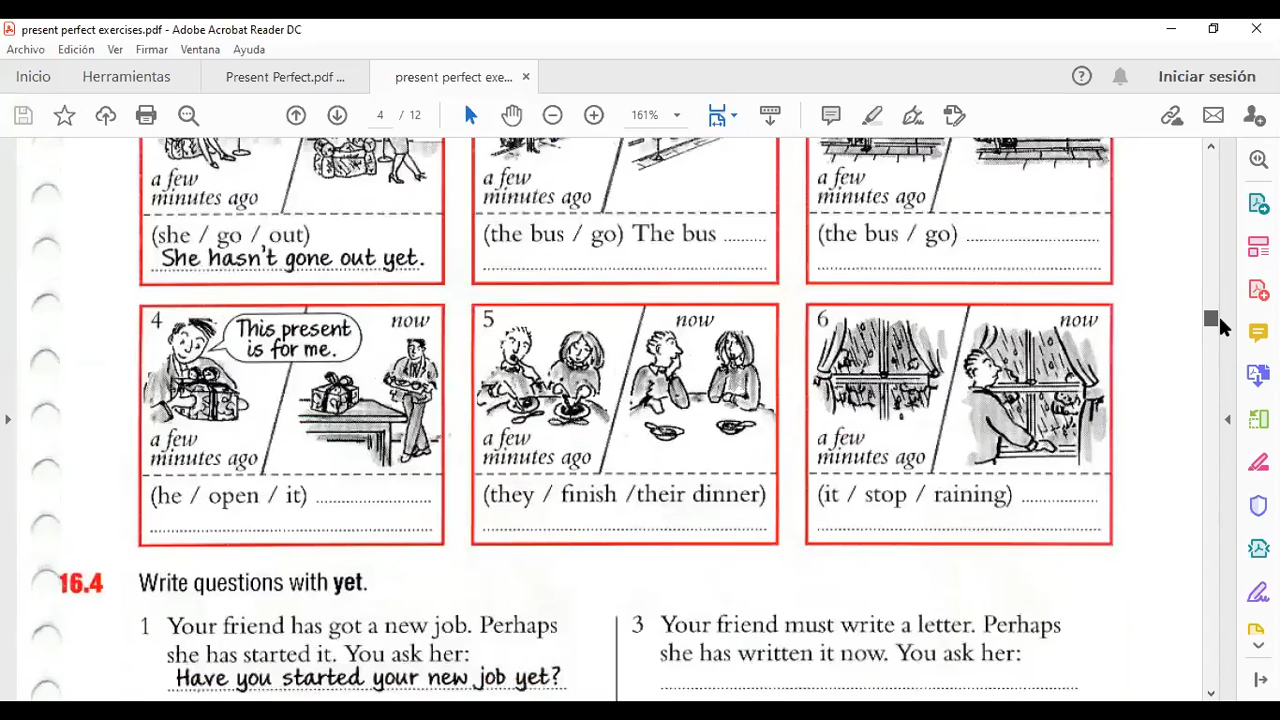 present perfect exercises.pdf - Adobe Acrobat Reader DC
Archivo Edición Ver Firmar Ventana Ayuda
Inicio Herramientas Present Perfect.pdf ... present perfect exe... × Iniciar sesión
4 / 12 161%
a few
minutes ago
(she / go / out)
She hasn't gone out yet.
a few
minutes ago
(the bus / go) The bus ..........
a few
minutes ago
(the bus / go) ..............................
4
This present
is for me.
now
a few
minutes ago
(he / open / it) ..........................
5
now
a few
minutes ago
(they / finish /their dinner)
6
now
a few
minutes ago
(it / stop / raining) .................
16.4 Write questions with yet.
1 Your friend has got a new job. Perhaps
she has started it. You ask her:
Have you started your new job yet?
3 Your friend must write a letter. Perhaps
she has written it now. You ask her: